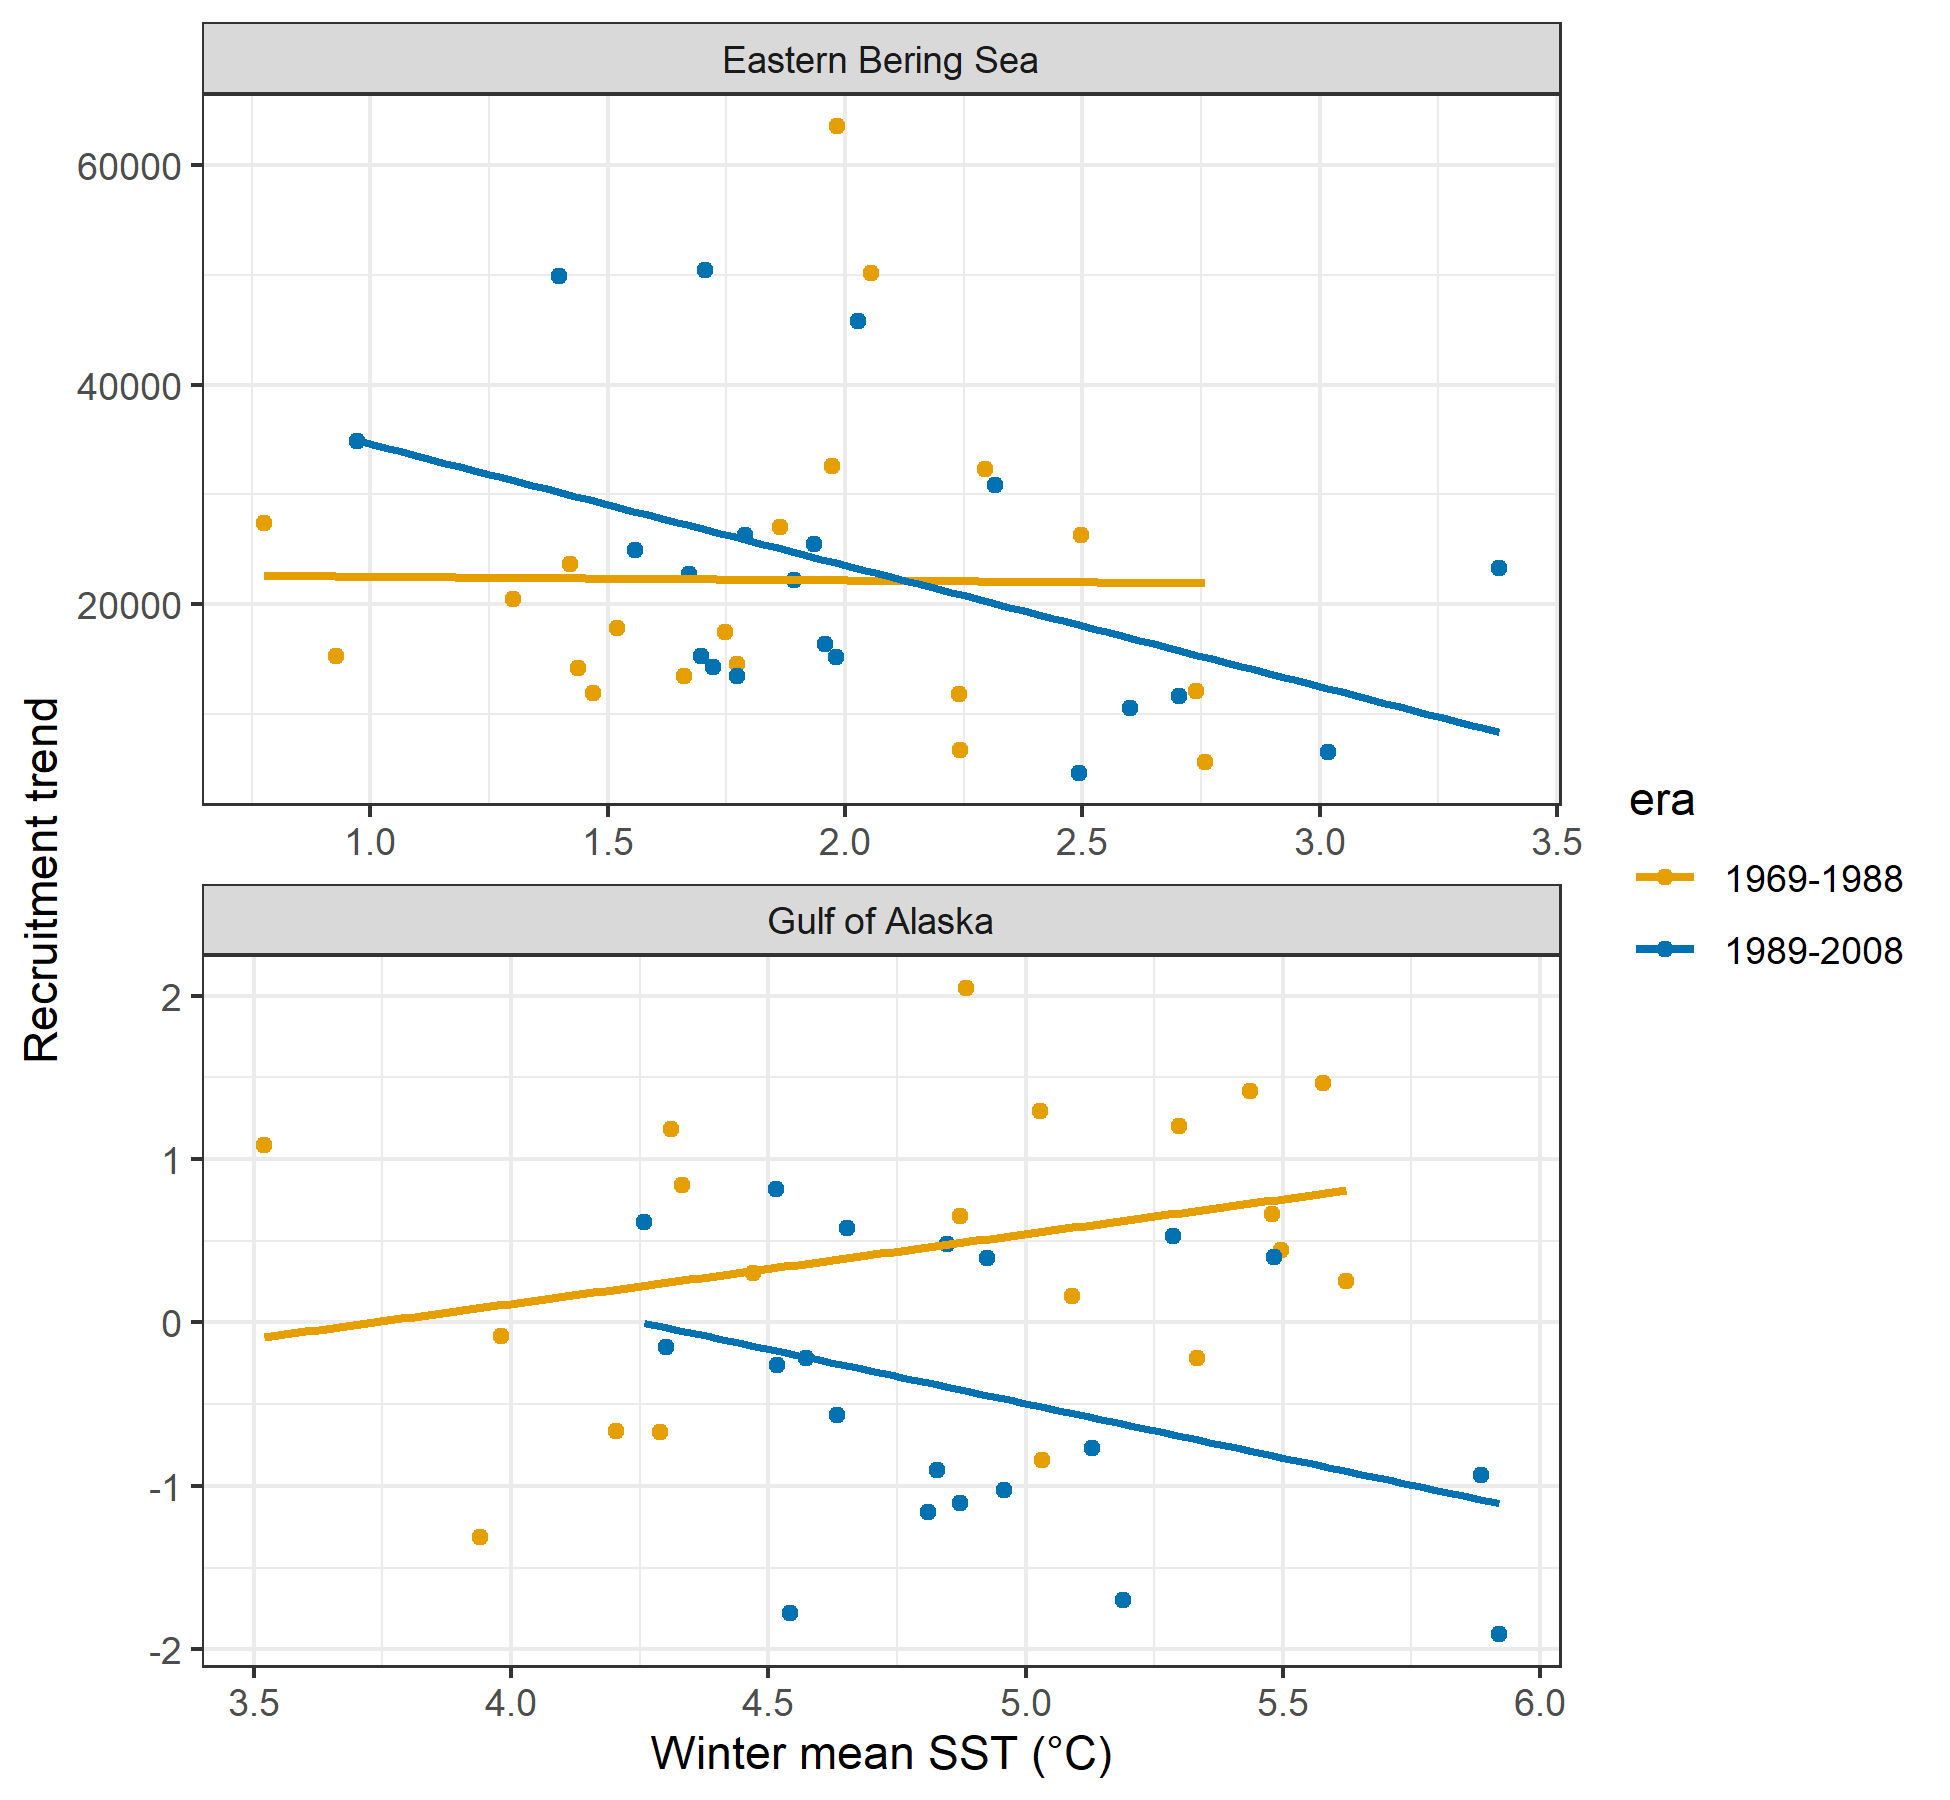 Eastern Bering Sea
60000
40000
20000
1.0 1.5 2.0 2.5 3.0 3.5
Gulf of Alaska
2
1
0
-1
-2
3.5 4.0 4.5 5.0 5.5 6.0
Winter mean SST (°C)
Recruitment trend
era
1969-1988
1989-2008